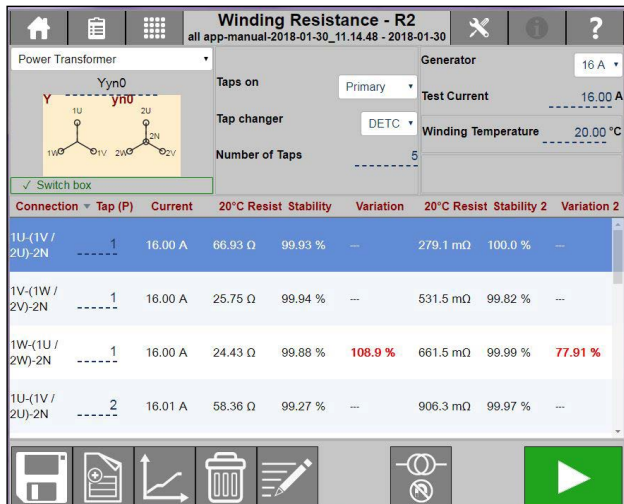 Winding Resistance - R2
all app-manual-2018-01-30_11.14.48 - 2018-01-30
i
?
Power Transformer
Yyn0
Y yn0
1U 2U
2N
1W 1V 2W 2V
✓ Switch box
Taps on Primary
Tap changer DETC
Number of Taps 5
Generator 16 A
Test Current 16.00 A
Winding Temperature 20.00 °C
Connection Tap (P) Current 20°C Resist Stability Variation 20°C Resist Stability 2 Variation 2
1U-(1V / 2U)-2N 1 16.00 A 66.93 Ω 99.93 % --- 279.1 mΩ 100.0 % ---
1V-(1W / 2V)-2N 1 16.00 A 25.75 Ω 99.94 % --- 531.5 mΩ 99.82 % ---
1W-(1U / 2W)-2N 1 16.00 A 24.43 Ω 99.88 % 108.9 % 661.5 mΩ 99.99 % 77.91 %
1U-(1V / 2U)-2N 2 16.01 A 58.36 Ω 99.27 % --- 906.3 mΩ 99.97 % ---